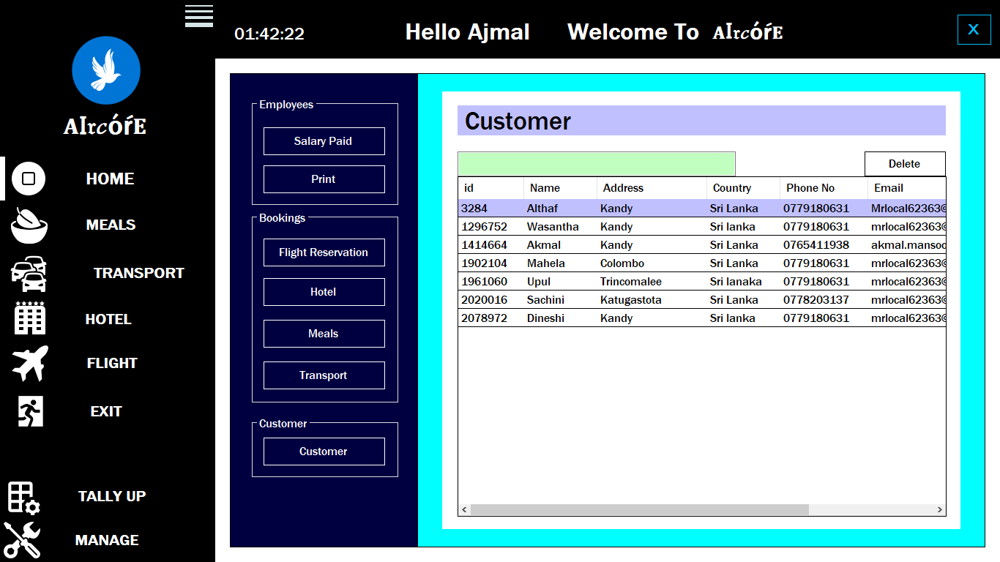 01:42:22 Hello Ajmal Welcome To AIrcóŕE X
AIrcóŕE
HOME
MEALS
TRANSPORT
HOTEL
FLIGHT
EXIT
TALLY UP
MANAGE
Employees
Salary Paid
Print
Bookings
Flight Reservation
Hotel
Meals
Transport
Customer
Customer
Customer
Delete
id Name Address Country Phone No Email
3284 Althaf Kandy Sri Lanka 0779180631 Mrlocal62363@
1296752 Wasantha Kandy Sri lanka 0779180631 mrlocal62363@
1414664 Akmal Kandy Sri Lanka 0765411938 akmal.mansoo
1902104 Mahela Colombo Sri Lanka 0779180631 mrlocal62363@
1961060 Upul Trincomalee Sri lanaka 0779180631 mrlocal62363@
2020016 Sachini Katugastota Sri Lanka 0778203137 mrlocal62363@
2078972 Dineshi Kandy Sri lanka 0779180631 mrlocal62363@